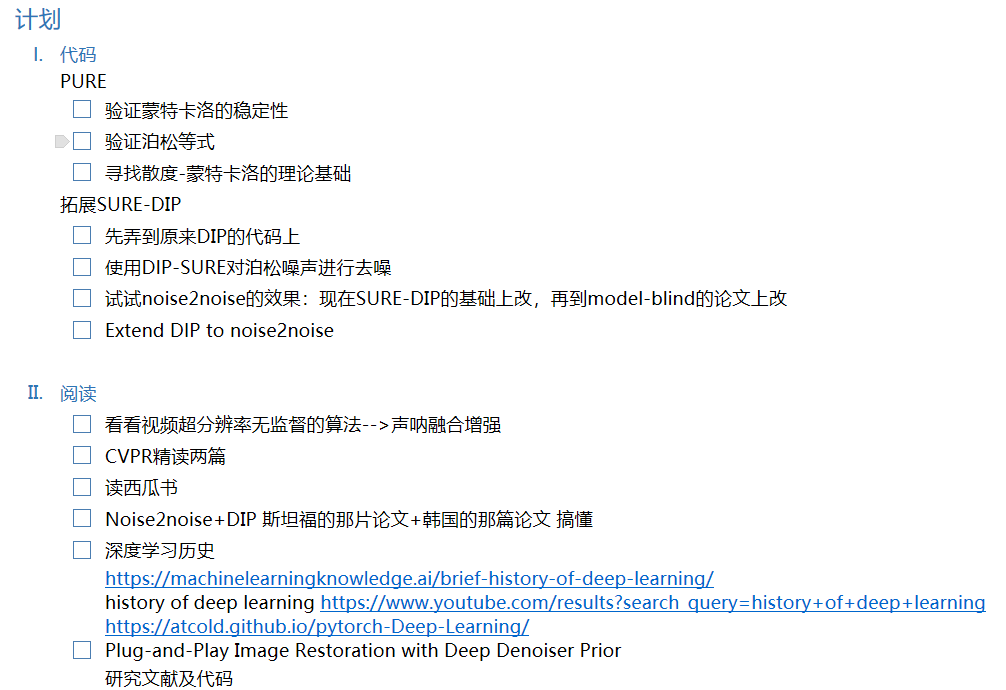 计划
I. 代码
PURE
验证蒙特卡洛的稳定性
验证泊松等式
寻找散度-蒙特卡洛的理论基础
拓展SURE-DIP
先弄到原来DIP的代码上
使用DIP-SURE对泊松噪声进行去噪
试试noise2noise的效果：现在SURE-DIP的基础上改，再到model-blind的论文上改
Extend DIP to noise2noise
II. 阅读
看看视频超分辨率无监督的算法-->声呐融合增强
CVPR精读两篇
读西瓜书
Noise2noise+DIP 斯坦福的那片论文+韩国的那篇论文 搞懂
深度学习历史
https://machinelearningknowledge.ai/brief-history-of-deep-learning/
history of deep learning https://www.youtube.com/results?search_query=history+of+deep+learning
https://atcold.github.io/pytorch-Deep-Learning/
Plug-and-Play Image Restoration with Deep Denoiser Prior
研究文献及代码